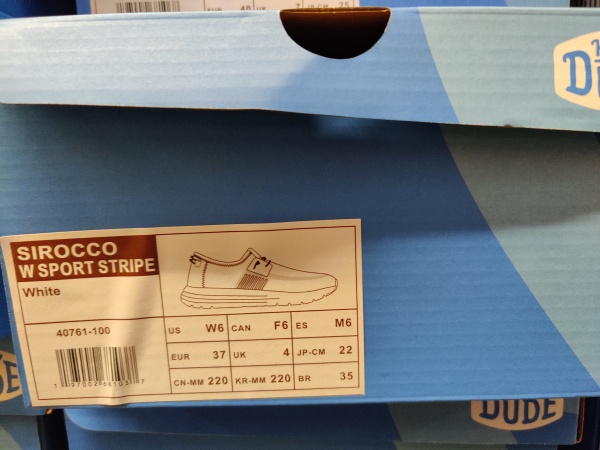 SIROCCO
W SPORT STRIPE
White
40761-100
US W6 CAN F6 ES M6
EUR 37 UK 4 JP-CM 22
CN-MM 220 KR-MM 220 BR 35
DUDE